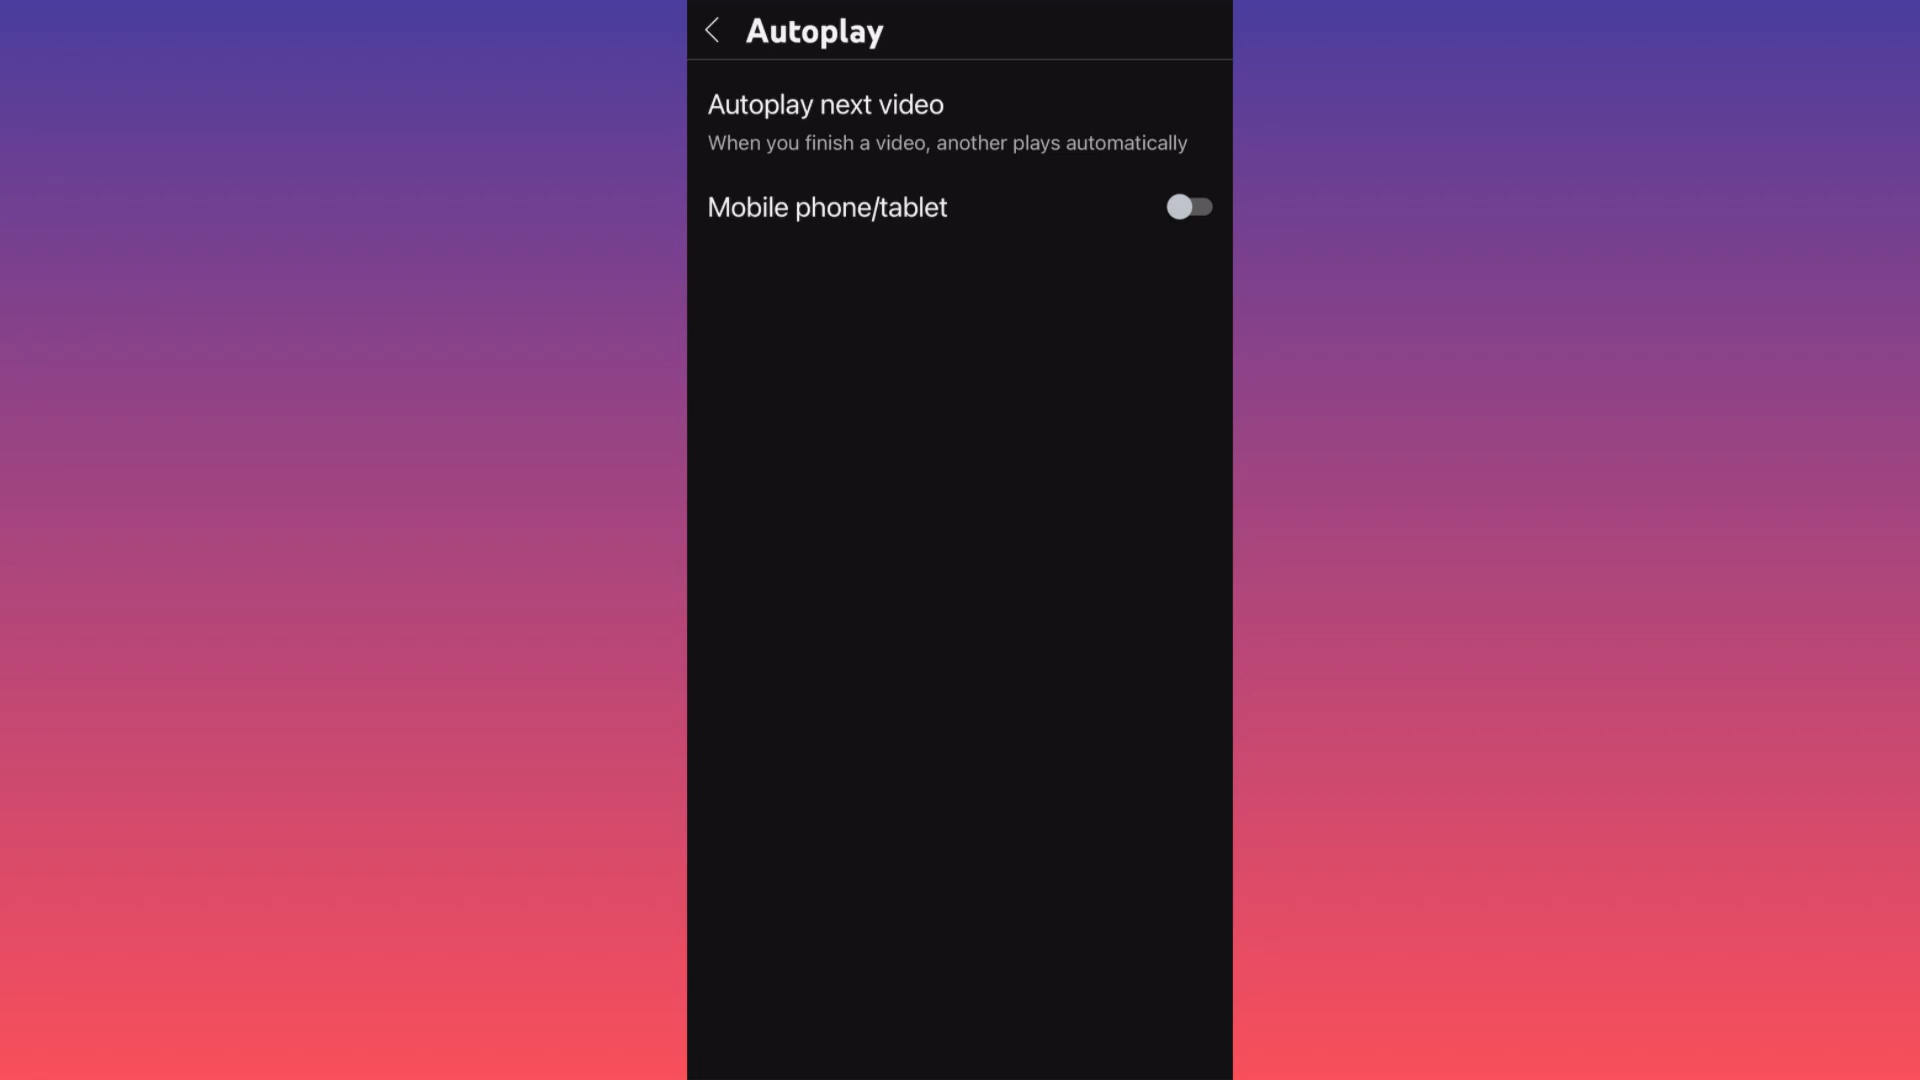 Autoplay
Autoplay next video
When you finish a video, another plays automatically
Mobile phone/tablet